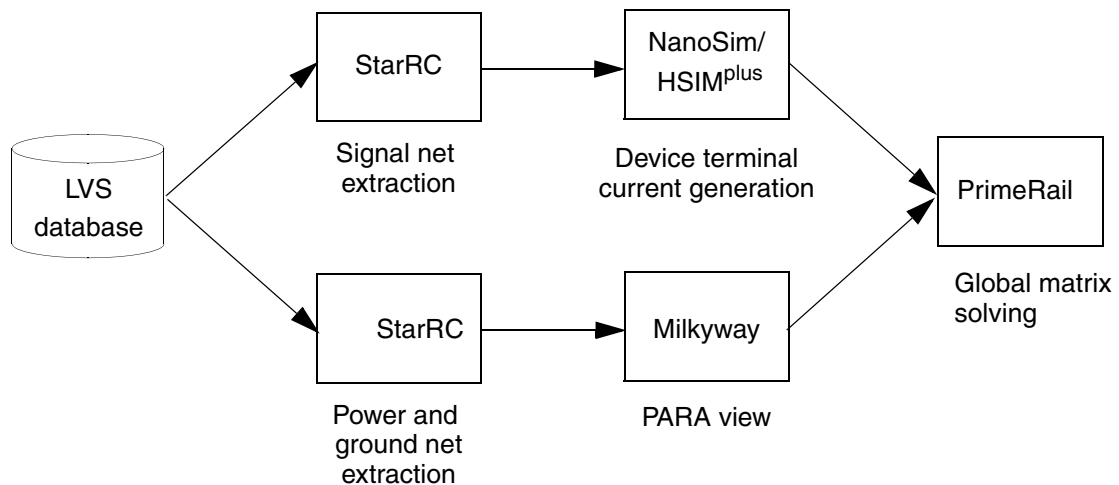 StarRC
Signal net
extraction
NanoSim/
HSIMplus
Device terminal
current generation
LVS
database
PrimeRail
Global matrix
solving
StarRC
Power and
ground net
extraction
Milkyway
PARA view